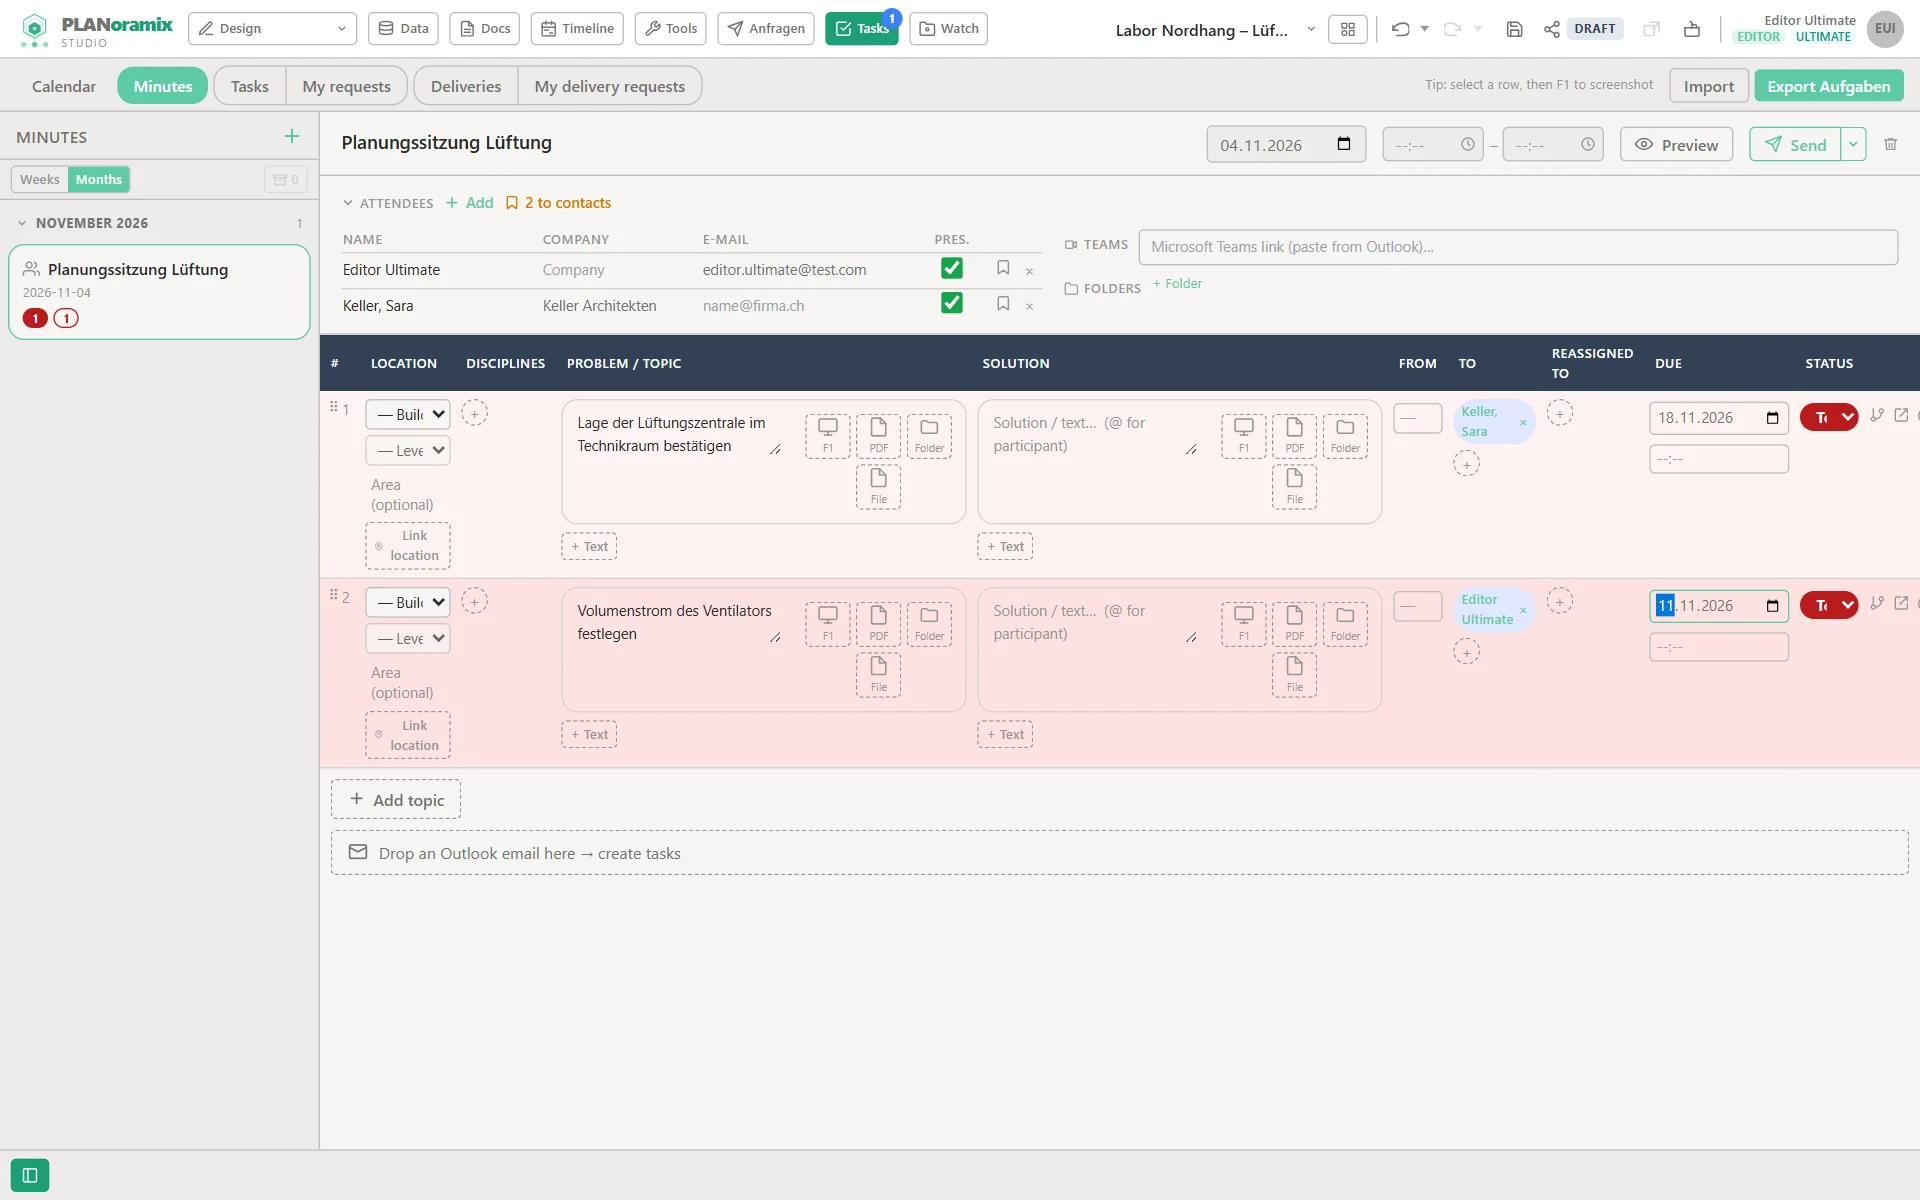 PLANoramix
STUDIO
Design
Data
Docs
Timeline
Tools
Anfragen
Tasks
1
Watch
Labor Nordhang – Lüf...
DRAFT
Editor Ultimate
EDITOR ULTIMATE
EUI
Calendar
Minutes
Tasks
My requests
Deliveries
My delivery requests
Tip: select a row, then F1 to screenshot
Import
Export Aufgaben
MINUTES
Weeks
Months
0
NOVEMBER 2026
1
Planungssitzung Lüftung
2026-11-04
1
1
Planungssitzung Lüftung
04.11.2026
--:--
–
--:--
Preview
Send
ATTENDEES
+ Add
2 to contacts
NAME COMPANY E-MAIL PRES.
Editor Ultimate Company editor.ultimate@test.com ×
Keller, Sara Keller Architekten name@firma.ch ×
TEAMS
Microsoft Teams link (paste from Outlook)...
FOLDERS
+ Folder
# LOCATION DISCIPLINES PROBLEM / TOPIC SOLUTION FROM TO REASSIGNED TO DUE STATUS
1
— Builc
— Leve
Area
(optional)
Link
location
+
Lage der Lüftungszentrale im
Technikraum bestätigen
F1
PDF
Folder
File
+ Text
Solution / text... (@ for
participant)
F1
PDF
Folder
File
+ Text
—
Keller,
Sara
×
+
+
18.11.2026
--:--
Tc
2
— Builc
— Leve
Area
(optional)
Link
location
+
Volumenstrom des Ventilators
festlegen
F1
PDF
Folder
File
+ Text
Solution / text... (@ for
participant)
F1
PDF
Folder
File
+ Text
—
Editor
Ultimate
×
+
+
11.11.2026
--:--
Tc
+ Add topic
Drop an Outlook email here → create tasks